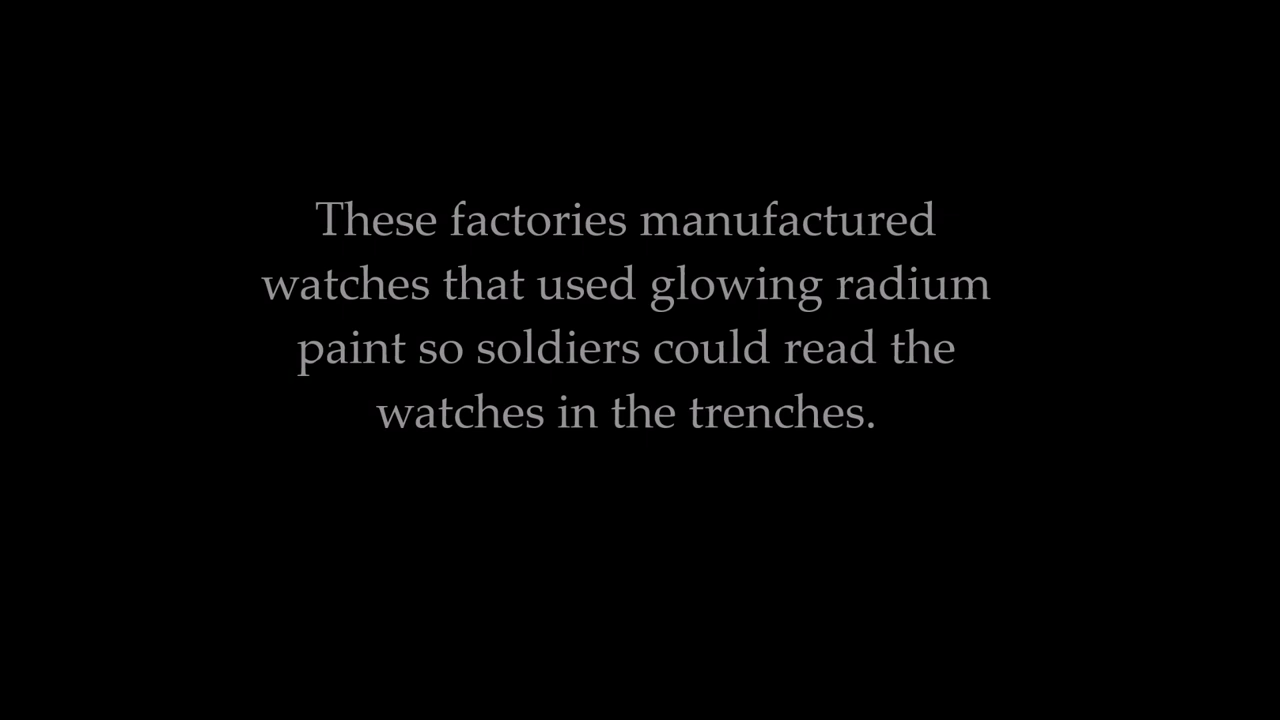 These factories manufactured
watches that used glowing radium
paint so soldiers could read the
watches in the trenches.